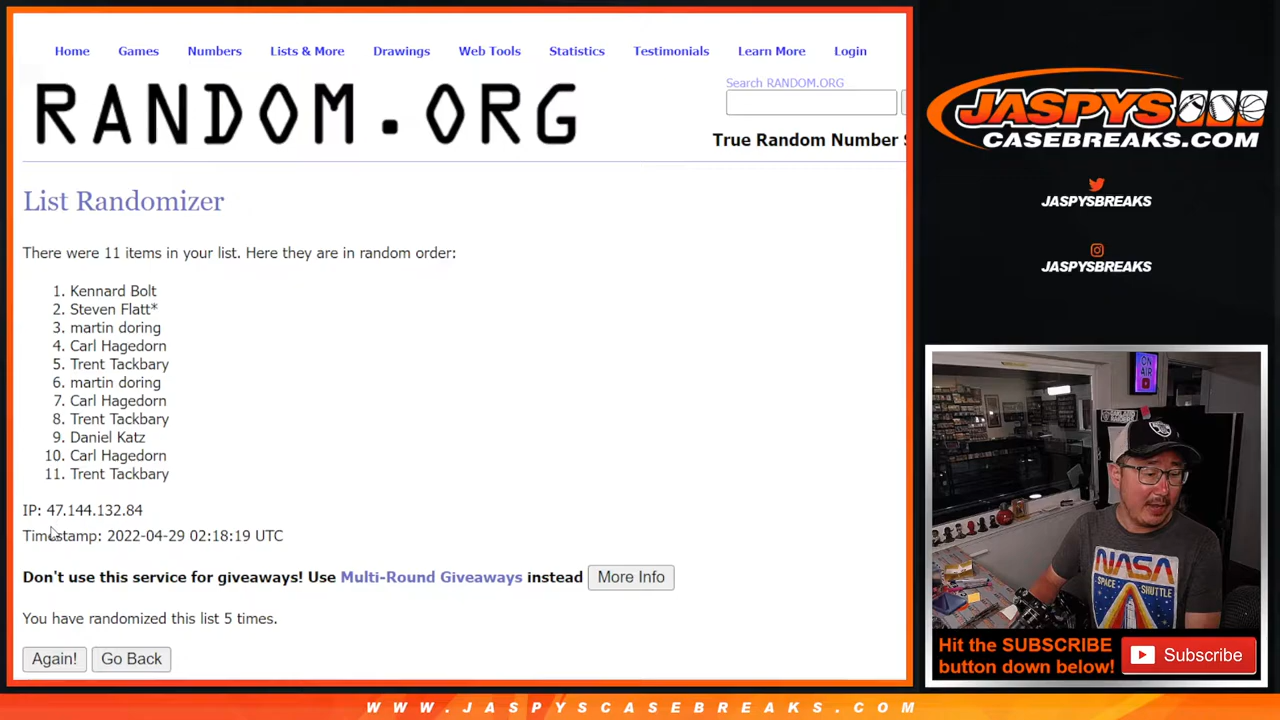 Home Games Numbers Lists & More Drawings Web Tools Statistics Testimonials Learn More Login
RANDOM.ORG
Search RANDOM.ORG
True Random Number S
List Randomizer
There were 11 items in your list. Here they are in random order:
1. Kennard Bolt
2. Steven Flatt*
3. martin doring
4. Carl Hagedorn
5. Trent Tackbary
6. martin doring
7. Carl Hagedorn
8. Trent Tackbary
9. Daniel Katz
10. Carl Hagedorn
11. Trent Tackbary
IP: 47.144.132.84
Timestamp: 2022-04-29 02:18:19 UTC
Don't use this service for giveaways! Use Multi-Round Giveaways instead More Info
You have randomized this list 5 times.
Again! Go Back
JASPYS
CASEBREAKS.COM
JASPYSBREAKS
JASPYSBREAKS
ON
AIR
NASA
SPACE SHUTTLE
Hit the SUBSCRIBE
button down below!
Subscribe
WWW.JASPYSCASEBREAKS.COM